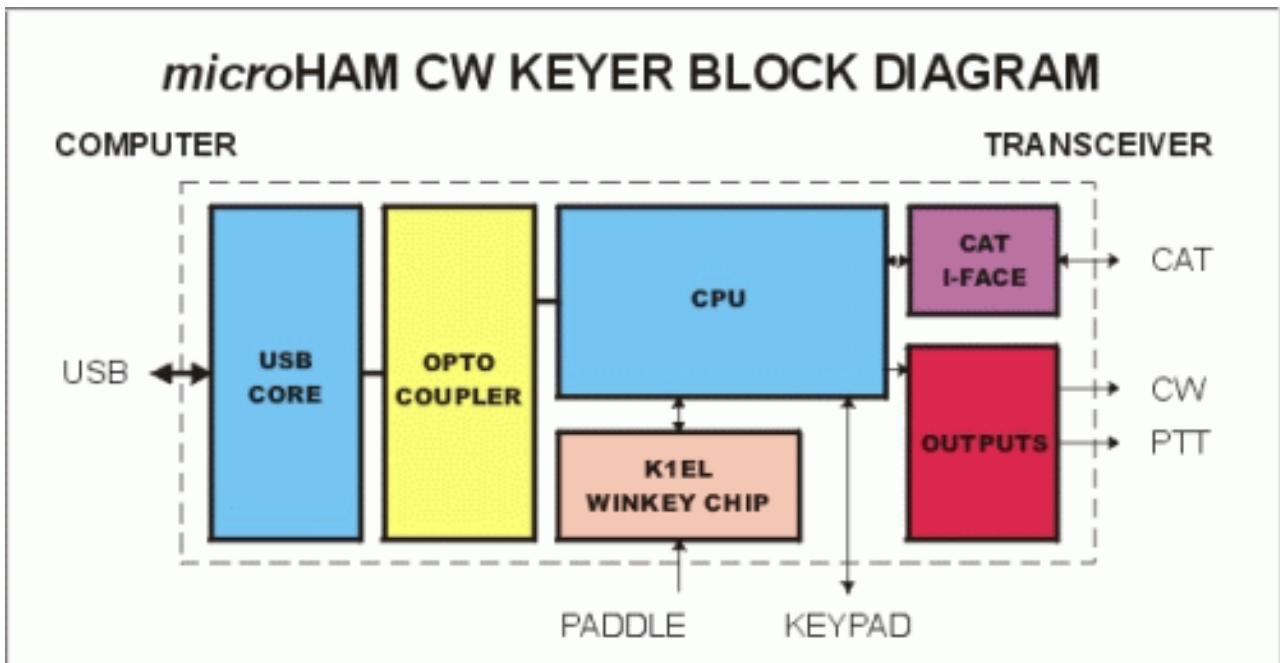 microHAM CW KEYER BLOCK DIAGRAM
COMPUTER
TRANSCEIVER
USB
USB
CORE
OPTO
COUPLER
CPU
K1EL
WINKEY CHIP
CAT
I-FACE
OUTPUTS
CAT
CW
PTT
PADDLE
KEYPAD